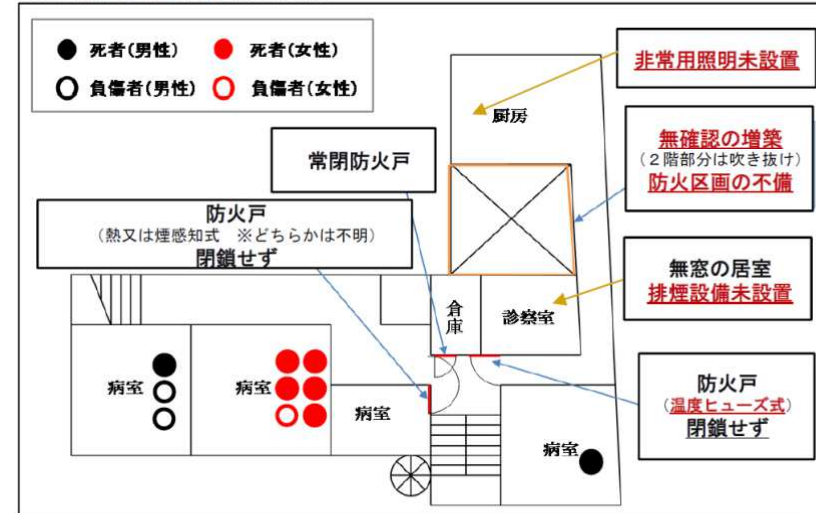 死者(男性)
死者(女性)
負傷者(男性)
負傷者(女性)
非常用照明未設置
厨房
無確認の増築
(2階部分は吹き抜け)
防火区画の不備
常閉防火戸
防火戸
(熱又は煙感知式 ※どちらかは不明)
閉鎖せず
無窓の居室
排煙設備未設置
倉庫
診察室
病室
病室
病室
病室
防火戸
(温度ヒューズ式)
閉鎖せず